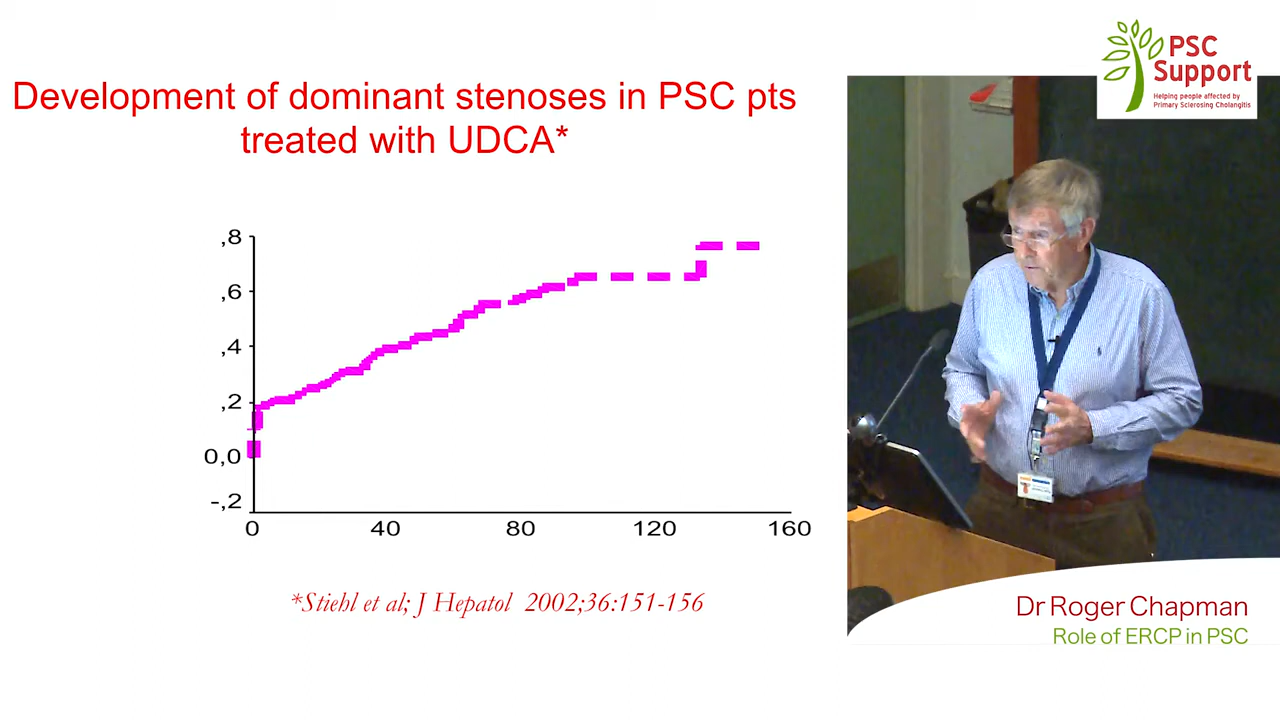 Development of dominant stenoses in PSC pts
treated with UDCA*
,8
,6
,4
,2
0,0
-,2
0
40
80
120
160
*Stiehl et al; J Hepatol 2002;36:151-156
PSC
Support
Helping people affected by
Primary Sclerosing Cholangitis
Dr Roger Chapman
Role of ERCP in PSC